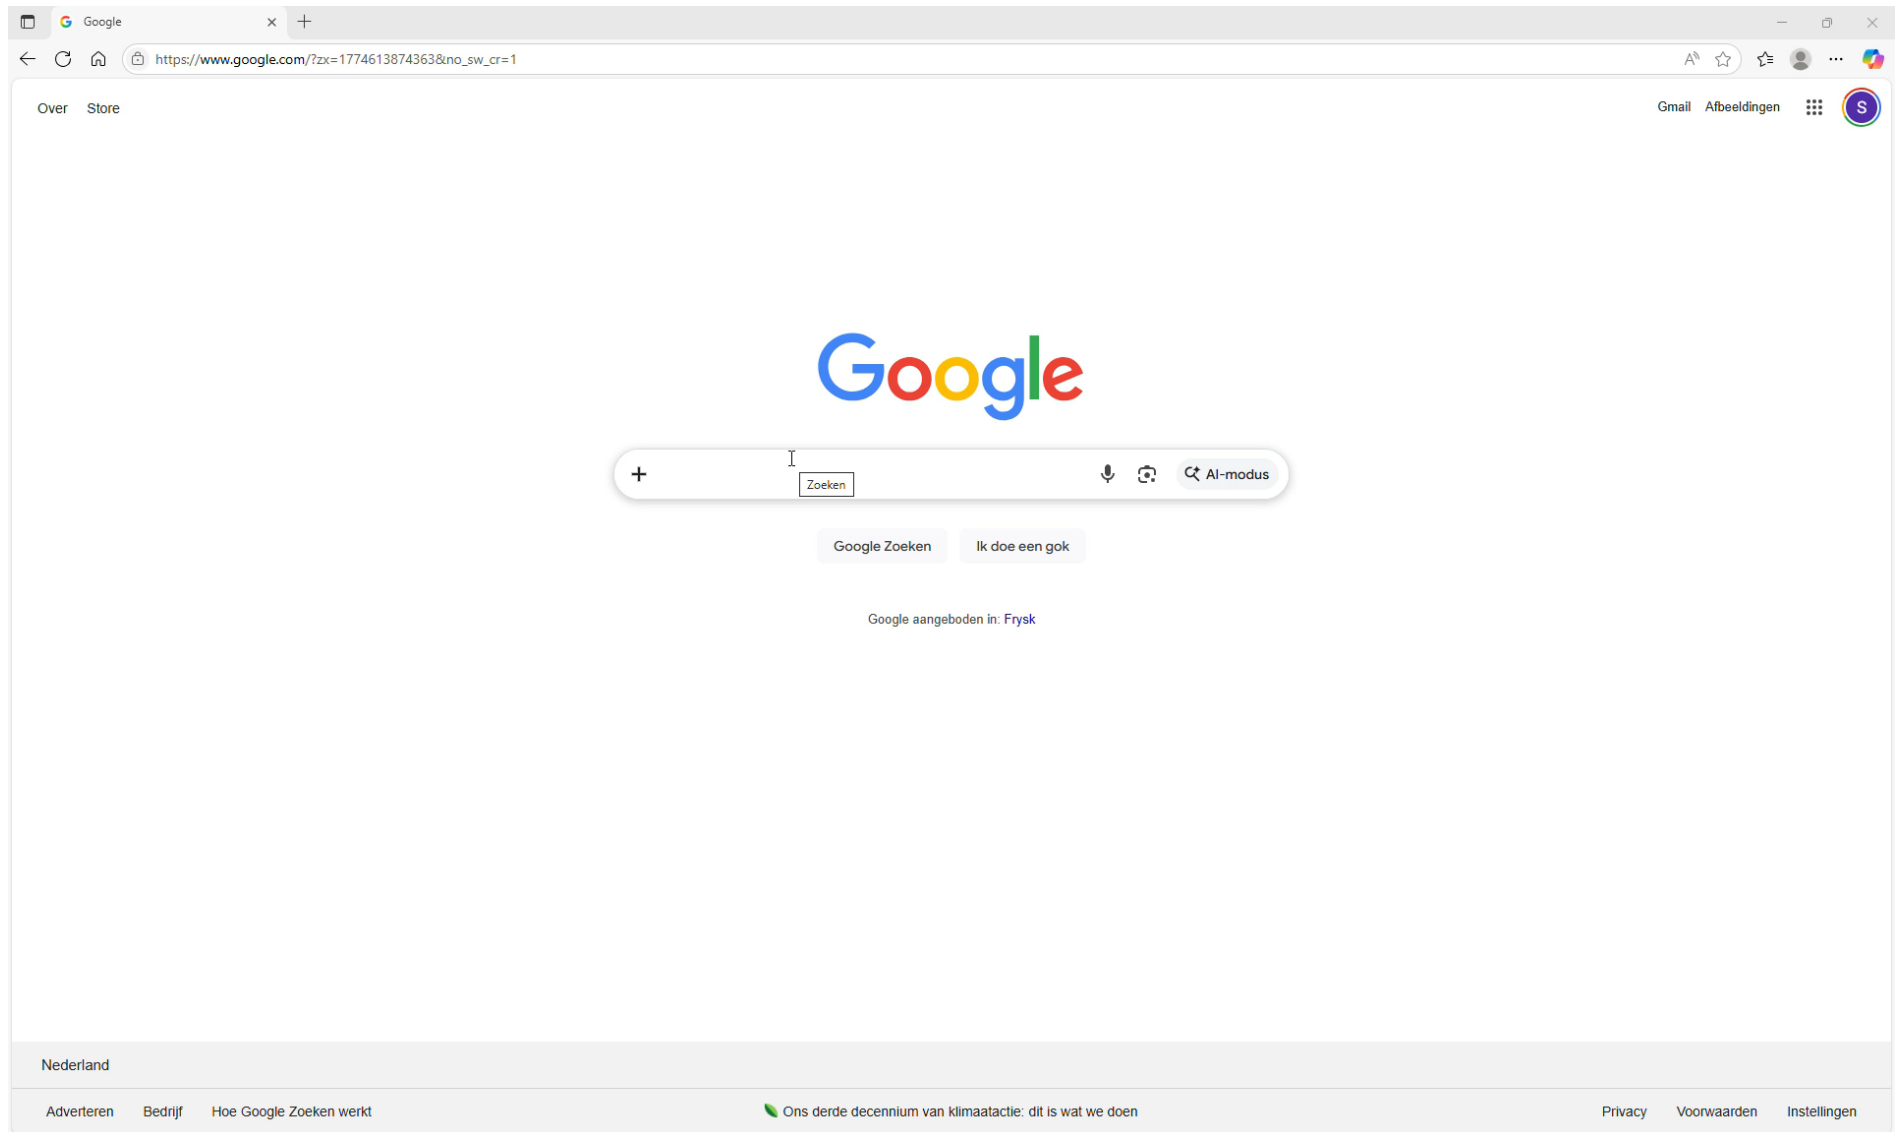 Google
https://www.google.com/?zx=1774613874363&no_sw_cr=1
Over Store
Gmail Afbeeldingen S
Google
AI-modus
Zoeken
Google Zoeken Ik doe een gok
Google aangeboden in: Frysk
Nederland
Adverteren Bedrijf Hoe Google Zoeken werkt Ons derde decennium van klimaatactie: dit is wat we doen Privacy Voorwaarden Instellingen